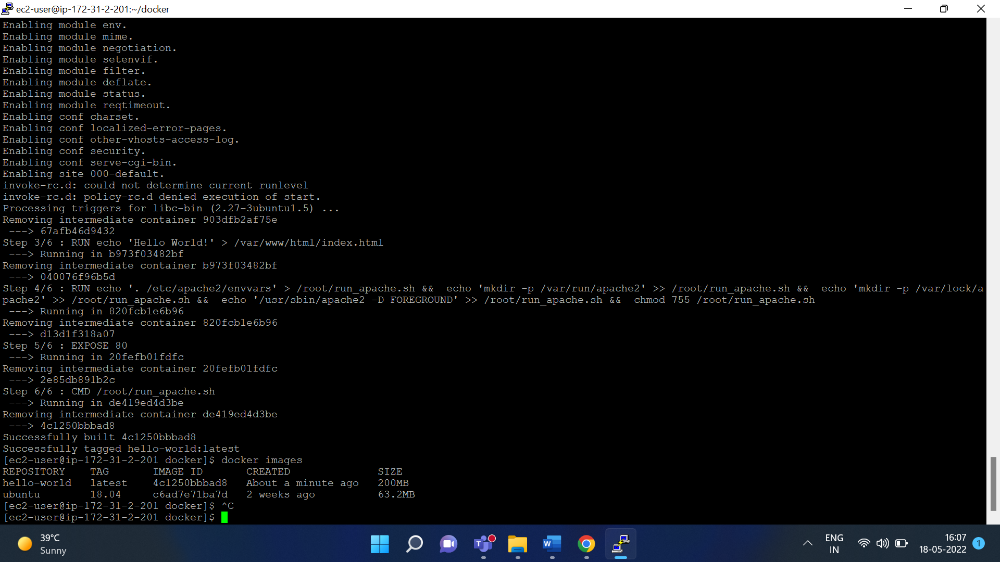 ec2-user@ip-172-31-2-201:~/docker
Enabling module env.
Enabling module mime.
Enabling module negotiation.
Enabling module setenvif.
Enabling module filter.
Enabling module deflate.
Enabling module status.
Enabling module reqtimeout.
Enabling conf charset.
Enabling conf localized-error-pages.
Enabling conf other-vhosts-access-log.
Enabling conf security.
Enabling conf serve-cgi-bin.
Enabling site 000-default.
invoke-rc.d: could not determine current runlevel
invoke-rc.d: policy-rc.d denied execution of start.
Processing triggers for libc-bin (2.27-3ubuntu1.5) ...
Removing intermediate container 903dfb2af75e
 ---> 67afb46d9432
Step 3/6 : RUN echo 'Hello World!' > /var/www/html/index.html
 ---> Running in b973f03482bf
Removing intermediate container b973f03482bf
 ---> 040076f96b5d
Step 4/6 : RUN echo '. /etc/apache2/envvars' > /root/run_apache.sh &&  echo 'mkdir -p /var/run/apache2' >> /root/run_apache.sh &&  echo 'mkdir -p /var/lock/a
pache2' >> /root/run_apache.sh &&  echo '/usr/sbin/apache2 -D FOREGROUND' >> /root/run_apache.sh &&  chmod 755 /root/run_apache.sh
 ---> Running in 820fcb1e6b96
Removing intermediate container 820fcb1e6b96
 ---> d13d1f318a07
Step 5/6 : EXPOSE 80
 ---> Running in 20fefb01fdfc
Removing intermediate container 20fefb01fdfc
 ---> 2e85db891b2c
Step 6/6 : CMD /root/run_apache.sh
 ---> Running in de419ed4d3be
Removing intermediate container de419ed4d3be
 ---> 4c1250bbbad8
Successfully built 4c1250bbbad8
Successfully tagged hello-world:latest
[ec2-user@ip-172-31-2-201 docker]$ docker images
REPOSITORY    TAG       IMAGE ID       CREATED              SIZE
hello-world   latest    4c1250bbbad8   About a minute ago   200MB
ubuntu        18.04     c6ad7e71ba7d   2 weeks ago          63.2MB
[ec2-user@ip-172-31-2-201 docker]$ ^C
[ec2-user@ip-172-31-2-201 docker]$
39°C
Sunny
ENG
IN
16:07
18-05-2022
1